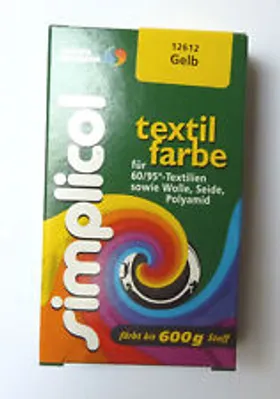 12612
Gelb
simplicol
textil
farbe
für
60/95°-Textilien
sowie Wolle, Seide,
Polyamid
färbt bis 600g Stoff